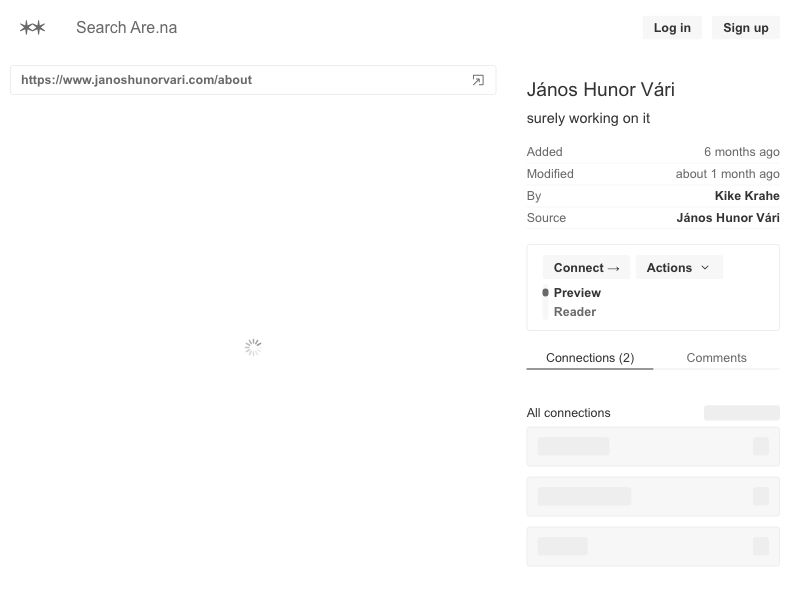 Search Are.na
Log in
Sign up
https://www.janoshunorvari.com/about
János Hunor Vári
surely working on it
Added 6 months ago
Modified about 1 month ago
By Kike Krahe
Source János Hunor Vári
Connect →
Actions
Preview
Reader
Connections (2)
Comments
All connections